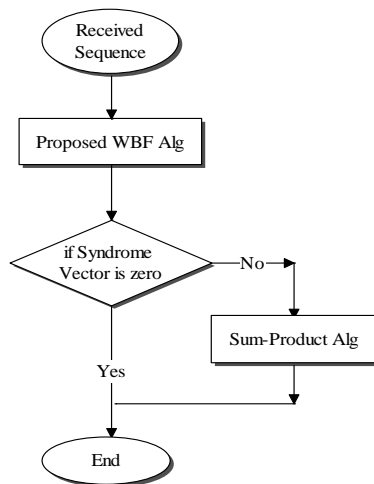 Received
Sequence
Proposed WBF Alg
if Syndrome
Vector is zero
No
Sum-Product Alg
Yes
End